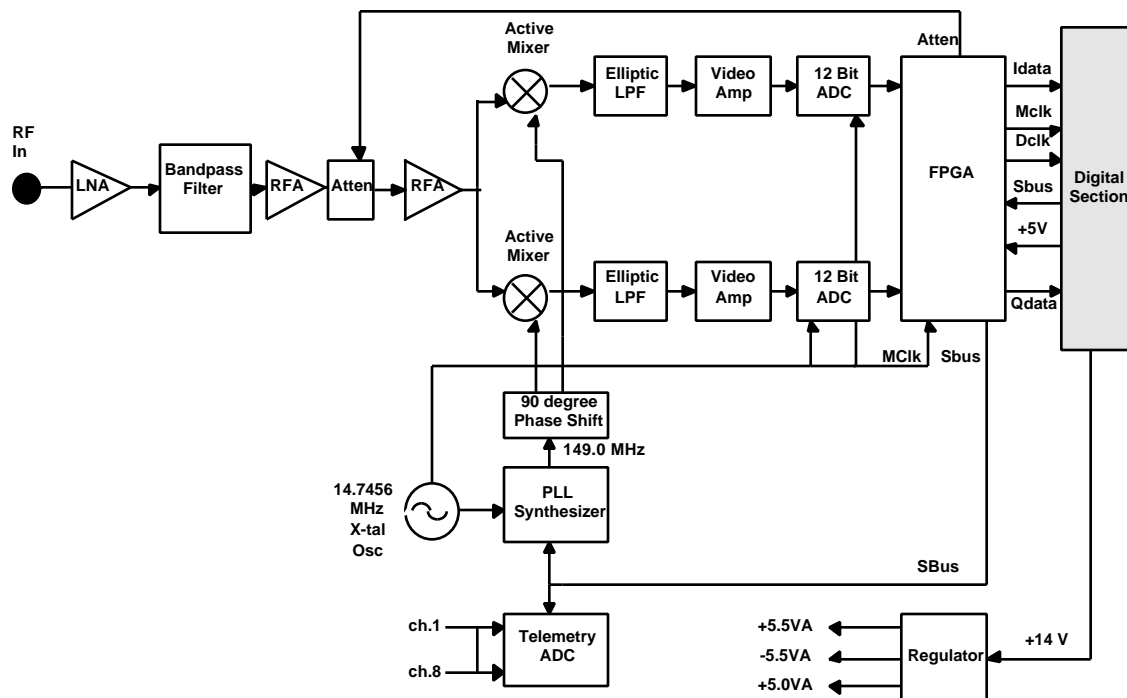 Active
Mixer
Atten
Elliptic
LPF
Video
Amp
12 Bit
ADC
Idata
Mclk
Dclk
Sbus
+5V
Qdata
FPGA
Digital
Section
RF
In
LNA
Bandpass
Filter
RFA
Atten
RFA
Active
Mixer
Elliptic
LPF
Video
Amp
12 Bit
ADC
MClk
Sbus
90 degree
Phase Shift
149.0 MHz
14.7456
MHz
X-tal
Osc
PLL
Synthesizer
SBus
ch.1
ch.8
Telemetry
ADC
+5.5VA
-5.5VA
+5.0VA
Regulator
+14 V